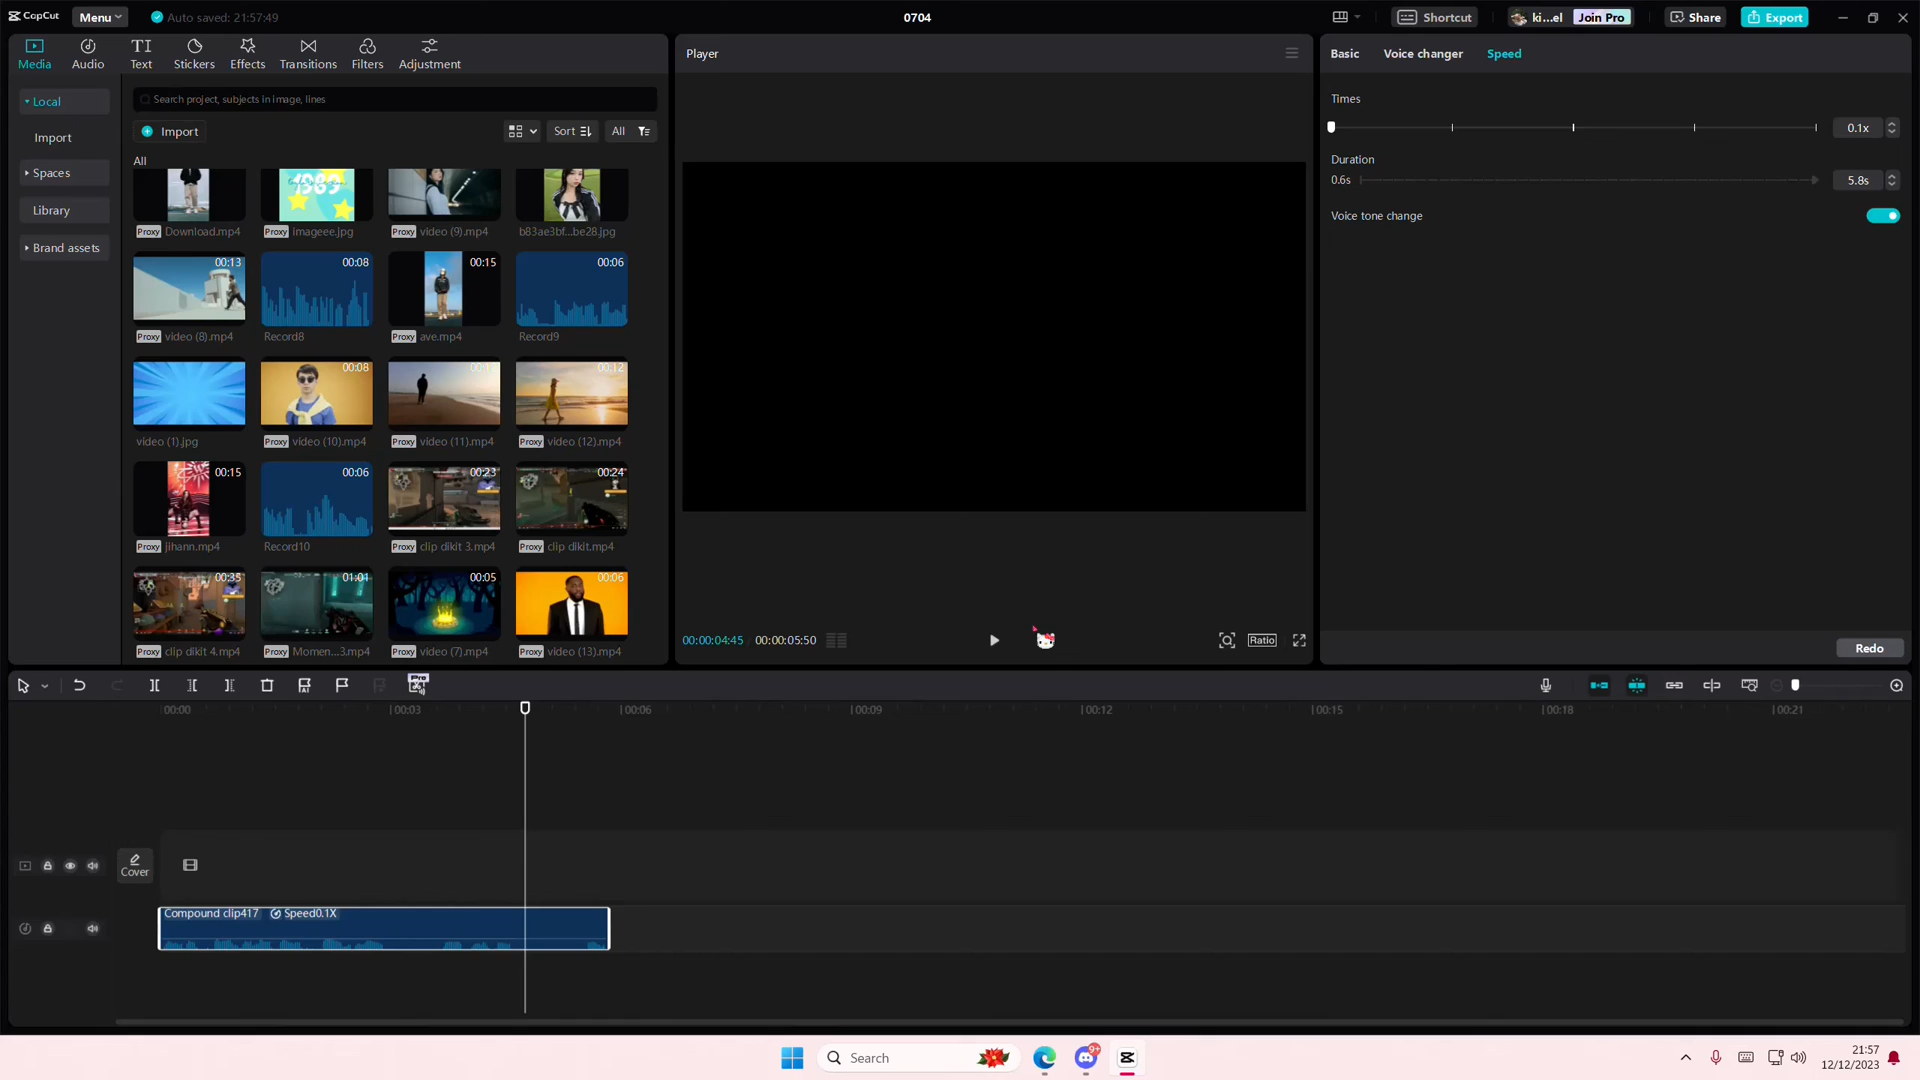 CapCut
Menu
Auto saved: 21:57:49
0704
Shortcut
ki...el
Join Pro
Share
Export
Media
Audio
TI
Text
Stickers
Effects
Transitions
Filters
Adjustment
Local
Import
Spaces
Library
Brand assets
Search project, subjects in image, lines
Import
Sort
All
All
1989
Proxy Download.mp4
imageee.jpg
Proxy video (9).mp4
b83ae3bf...be28.jpg
00:13
00:08
00:15
00:06
Proxy video (8).mp4
Record8
Proxy ave.mp4
Record9
00:08
00:12
video (1).jpg
Proxy video (10).mp4
Proxy video (11).mp4
Proxy video (12).mp4
00:15
00:06
00:23
00:24
Proxy jihann.mp4
Record10
Proxy clip dikit 3.mp4
Proxy clip dikit.mp4
00:35
01:01
00:05
00:06
Proxy clip dikit 4.mp4
Proxy Momen...3.mp4
Proxy video (7).mp4
Proxy video (13).mp4
Player
00:00:04:45
00:00:05:50
Ratio
Basic
Voice changer
Speed
Times
0.1x
Duration
0.6s
5.8s
Voice tone change
Redo
Pro
00:00
00:03
00:06
00:09
00:12
00:15
00:18
00:21
Cover
Compound clip417
Speed0.1X
Search
9+
21:57
12/12/2023